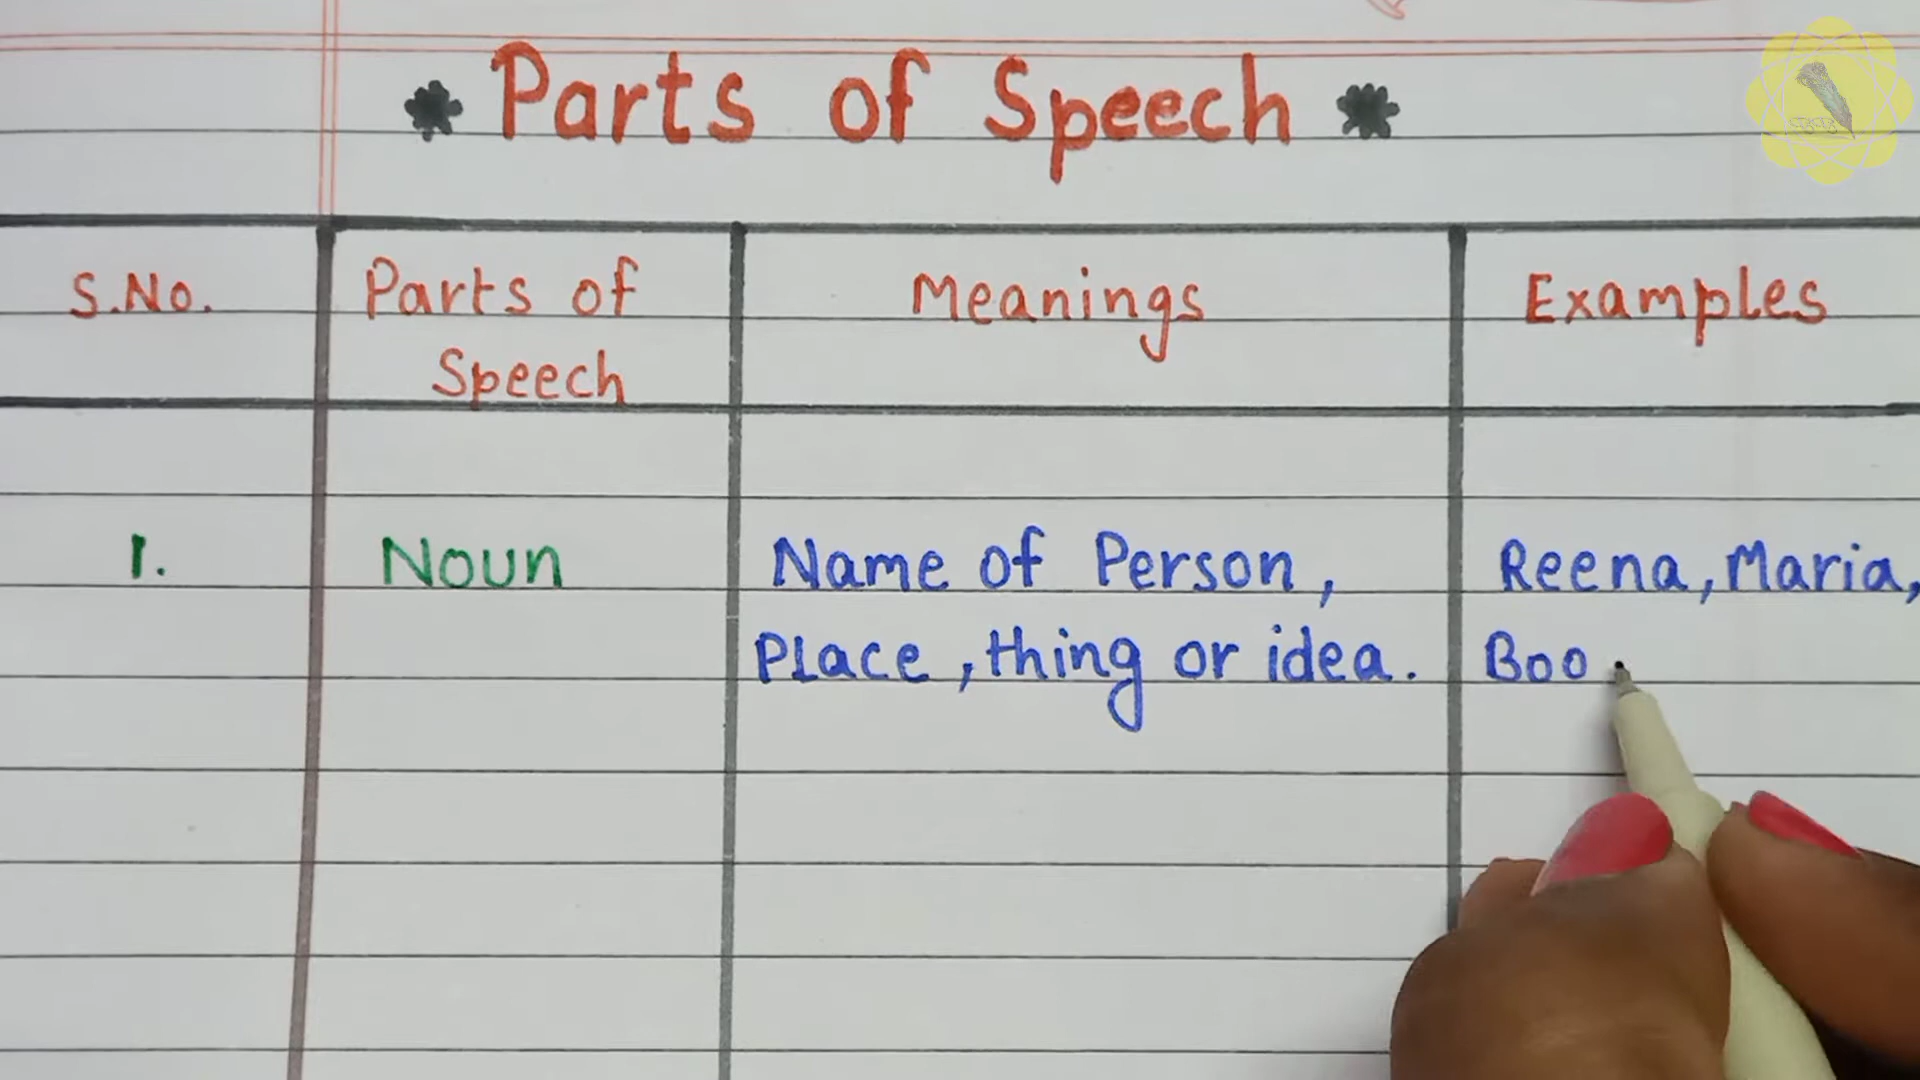 * Parts of Speech *
S.No. Parts of Speech Meanings Examples
1. Noun Name of Person, Reena, Maria,
Place, thing or idea. Boo